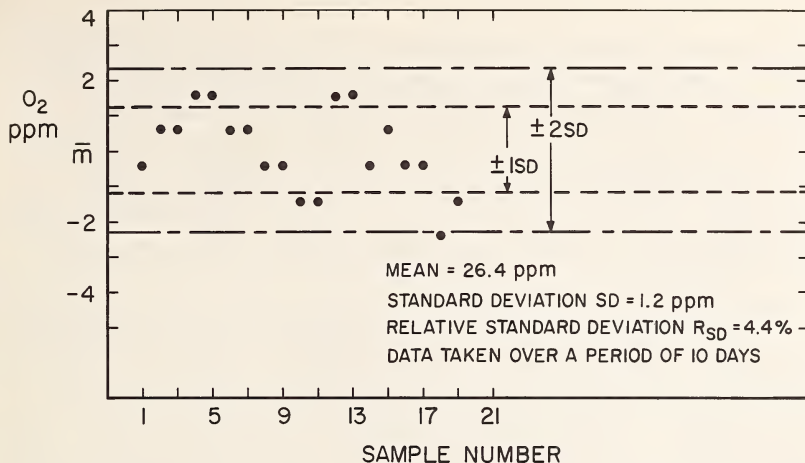 4
2
O₂
ppm
m̄
-2
-4
±2SD
±1SD
MEAN = 26.4 ppm
STANDARD DEVIATION SD = 1.2 ppm
RELATIVE STANDARD DEVIATION R_SD = 4.4%
DATA TAKEN OVER A PERIOD OF 10 DAYS
1 5 9 13 17 21
SAMPLE NUMBER